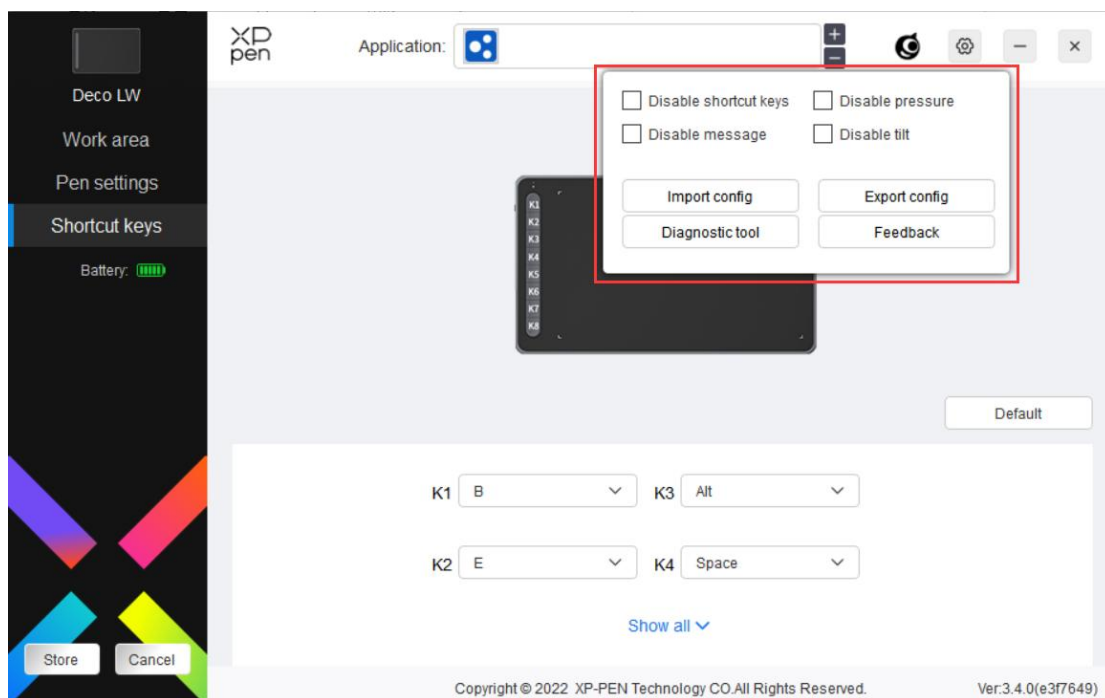 XP
pen
Application:
Deco LW
Work area
Pen settings
Shortcut keys
Battery:
Disable shortcut keys
Disable pressure
Disable message
Disable tilt
Import config
Export config
Diagnostic tool
Feedback
K1
K2
K3
K4
K5
K6
K7
K8
Default
K1 B
K3 Alt
K2 E
K4 Space
Show all
Store
Cancel
Copyright © 2022 XP-PEN Technology CO.All Rights Reserved.
Ver:3.4.0(e3f7649)